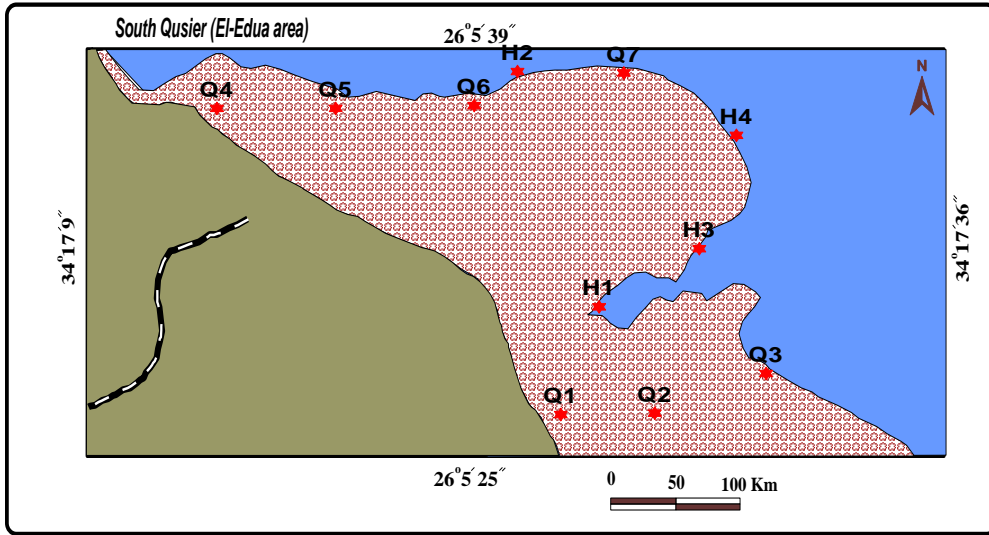 South Qusier (El-Edua area)
26°5′39″
N
H2
Q7
Q4
Q5
Q6
H4
34°17′9″
34°17′36″
H3
H1
Q3
Q1
Q2
26°5′25″
0 50 100 Km